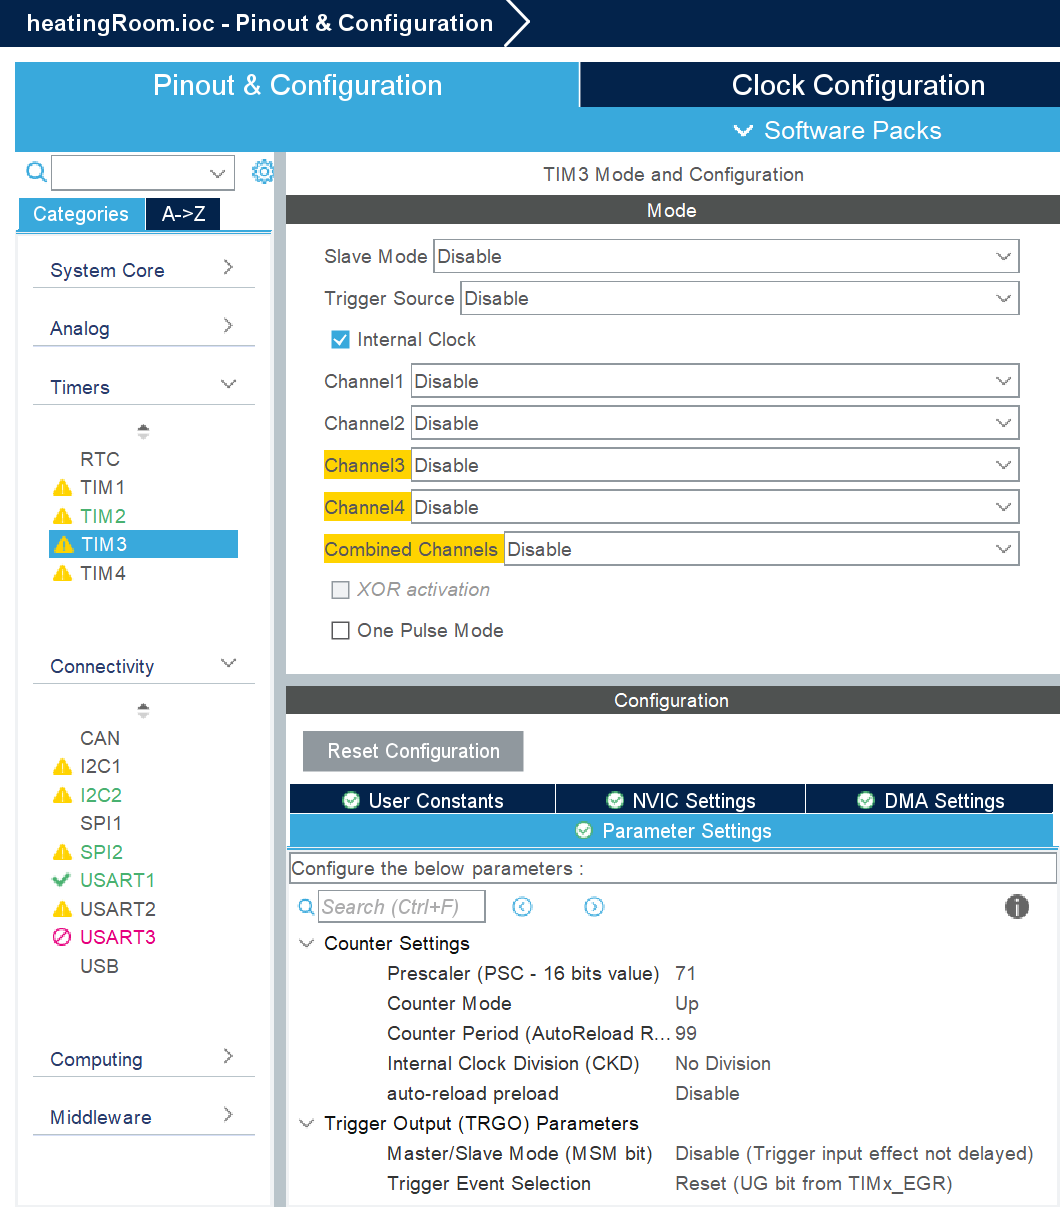 heatingRoom.ioc - Pinout & Configuration
Pinout & Configuration
Clock Configuration
Software Packs
Categories
A->Z
System Core
Analog
Timers
RTC
TIM1
TIM2
TIM3
TIM4
Connectivity
CAN
I2C1
I2C2
SPI1
SPI2
USART1
USART2
USART3
USB
Computing
Middleware
TIM3 Mode and Configuration
Mode
Slave Mode Disable
Trigger Source Disable
Internal Clock
Channel1 Disable
Channel2 Disable
Channel3 Disable
Channel4 Disable
Combined Channels Disable
XOR activation
One Pulse Mode
Configuration
Reset Configuration
User Constants
NVIC Settings
DMA Settings
Parameter Settings
Configure the below parameters :
Search (Ctrl+F)
Counter Settings
Prescaler (PSC - 16 bits value) 71
Counter Mode Up
Counter Period (AutoReload R... 99
Internal Clock Division (CKD) No Division
auto-reload preload Disable
Trigger Output (TRGO) Parameters
Master/Slave Mode (MSM bit) Disable (Trigger input effect not delayed)
Trigger Event Selection Reset (UG bit from TIMx_EGR)